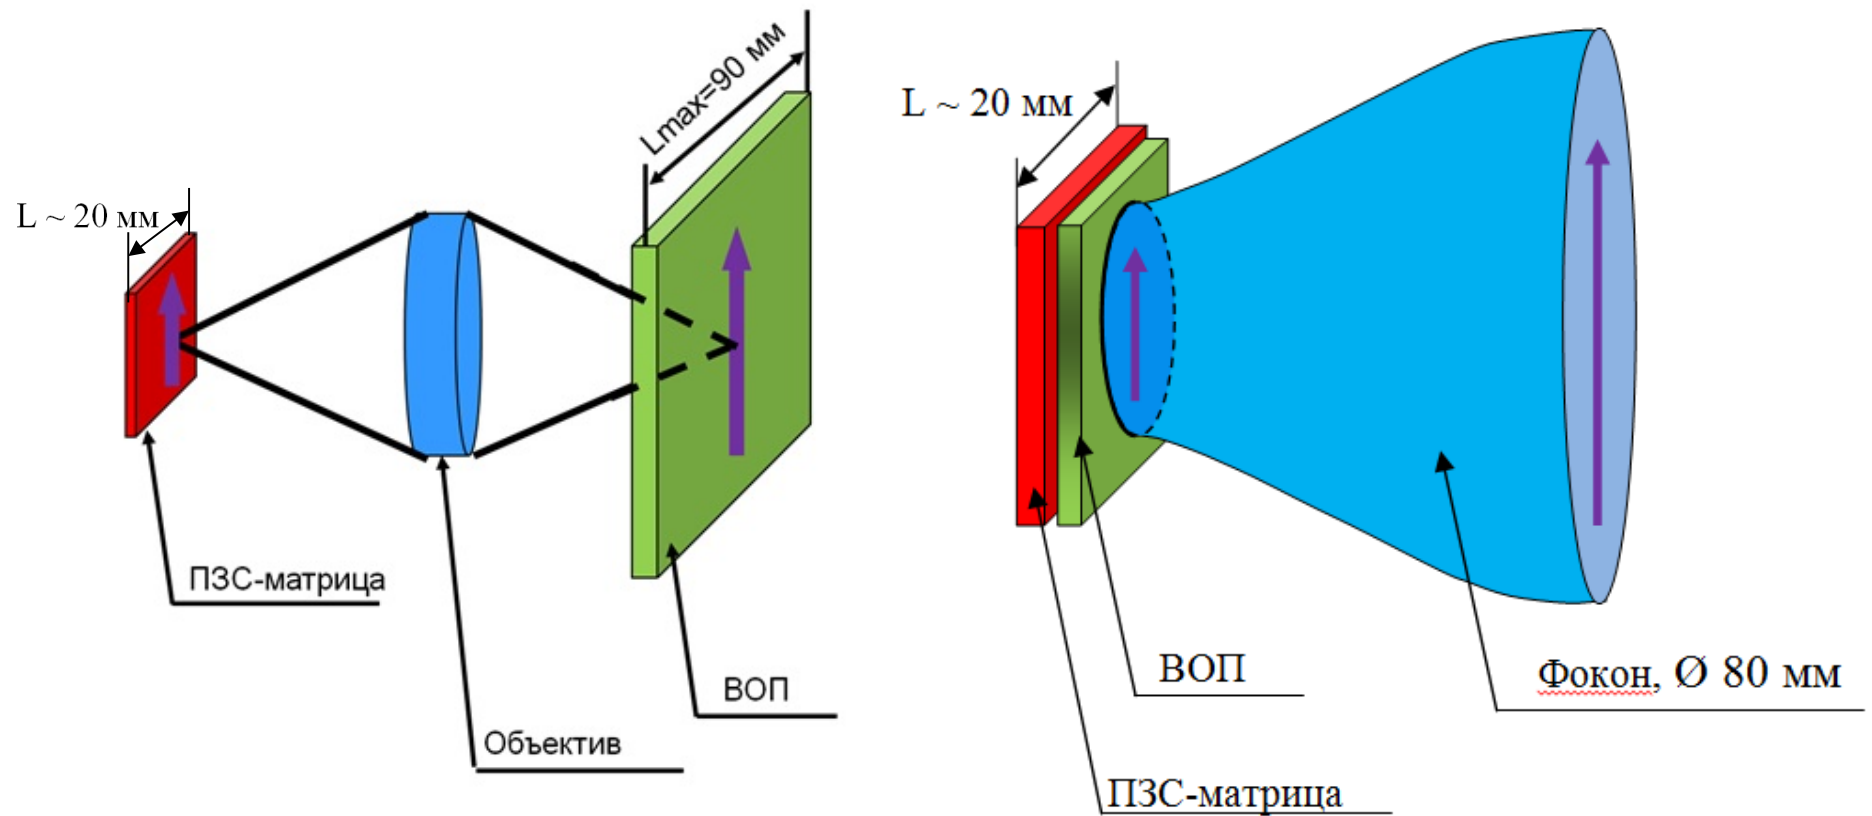 L ~ 20 мм
Lmax=90 мм
ПЗС-матрица
Объектив
ВОП
L ~ 20 мм
ВОП
Фокон, Ø 80 мм
ПЗС-матрица